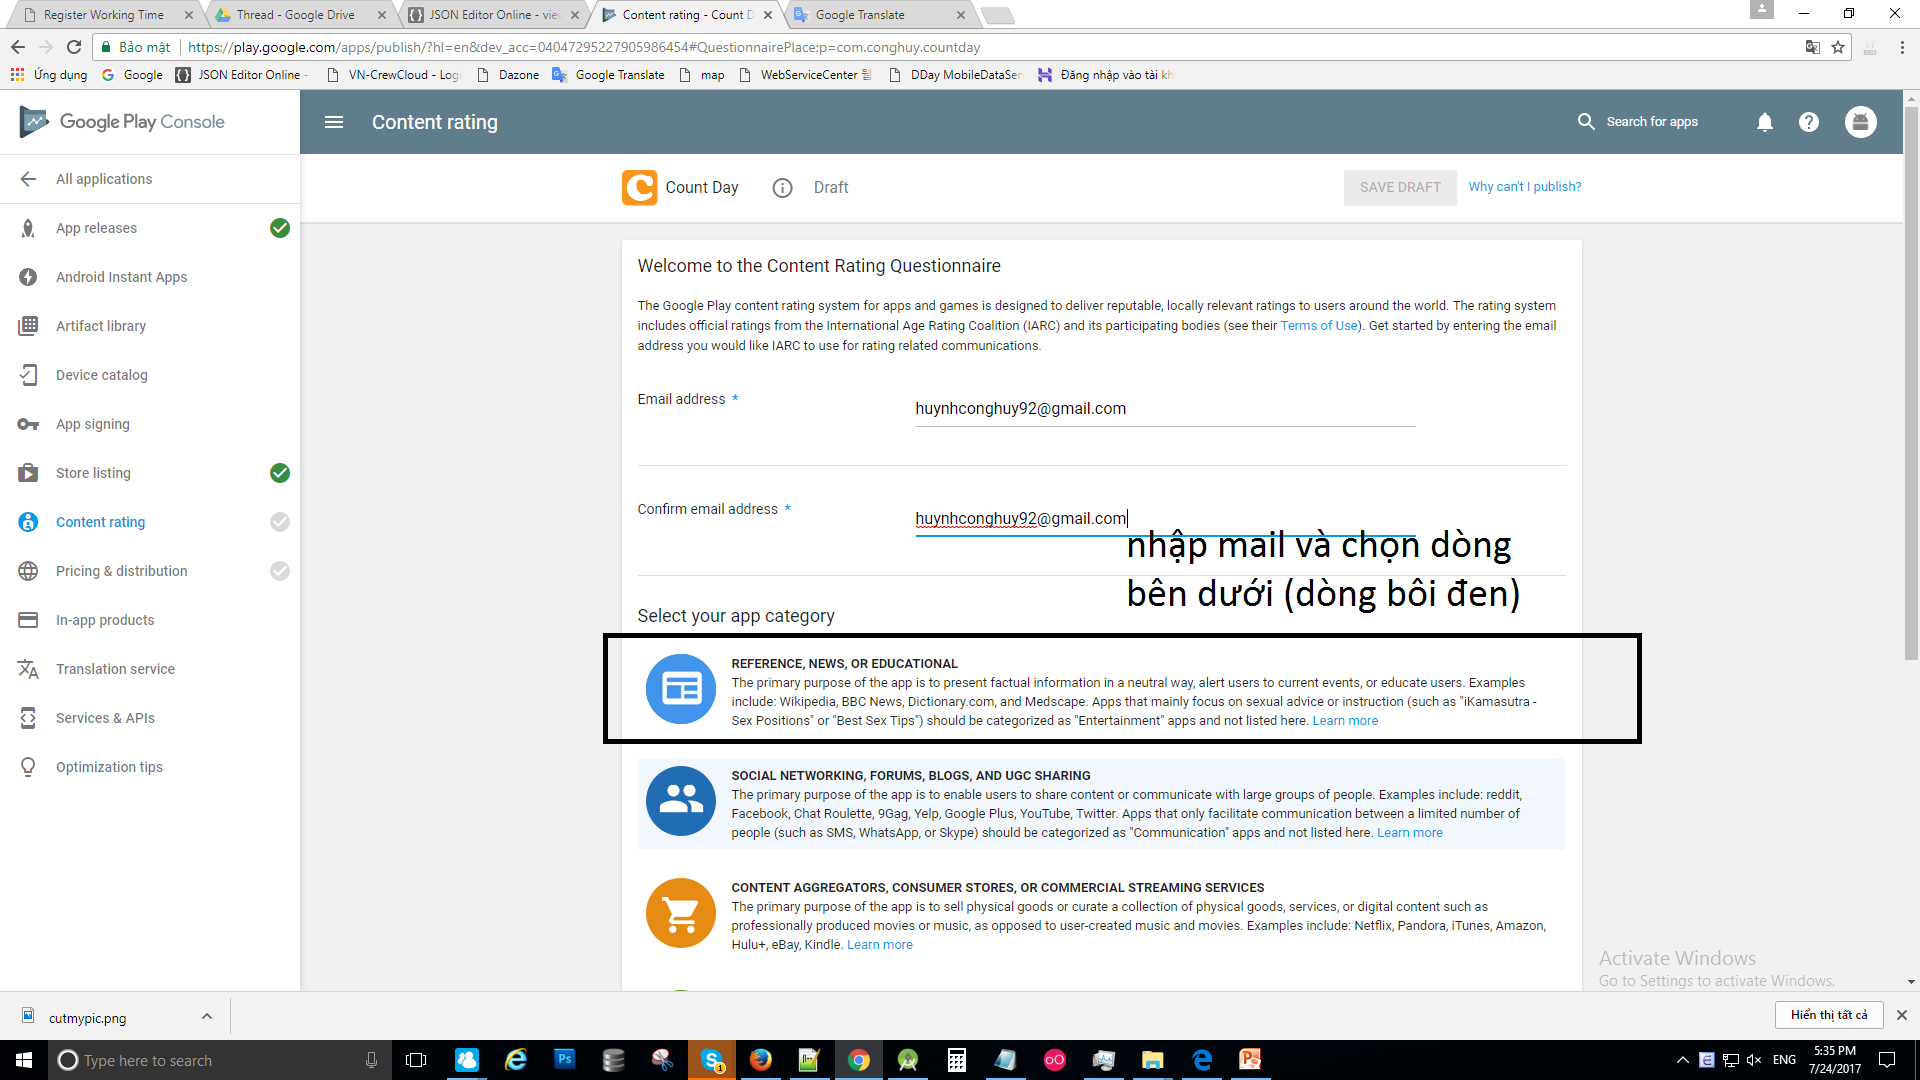 Register Working Time
Thread - Google Drive
JSON Editor Online - vie
Content rating - Count D
Google Translate
Bảo mật
https://play.google.com/apps/publish/?hl=en&dev_acc=04047295227905986454#QuestionnairePlace:p=com.conghuy.countday
Ứng dụng
Google
JSON Editor Online -
VN-CrewCloud - Log
Dazone
Google Translate
map
WebServiceCenter
DDay MobileDataSer
Đăng nhập vào tài kh
Google Play Console
Content rating
Search for apps
All applications
Count Day
Draft
SAVE DRAFT
Why can't I publish?
App releases
Android Instant Apps
Artifact library
Device catalog
App signing
Store listing
Content rating
Pricing & distribution
In-app products
Translation service
Services & APIs
Optimization tips
Welcome to the Content Rating Questionnaire
The Google Play content rating system for apps and games is designed to deliver reputable, locally relevant ratings to users around the world. The rating system
includes official ratings from the International Age Rating Coalition (IARC) and its participating bodies (see their Terms of Use). Get started by entering the email
address you would like IARC to use for rating related communications.
Email address *
huynhconghuy92@gmail.com
Confirm email address *
huynhconghuy92@gmail.com
nhập mail và chọn dòng
bên dưới (dòng bôi đen)
Select your app category
REFERENCE, NEWS, OR EDUCATIONAL
The primary purpose of the app is to present factual information in a neutral way, alert users to current events, or educate users. Examples
include: Wikipedia, BBC News, Dictionary.com, and Medscape. Apps that mainly focus on sexual advice or instruction (such as "iKamasutra -
Sex Positions" or "Best Sex Tips") should be categorized as "Entertainment" apps and not listed here. Learn more
SOCIAL NETWORKING, FORUMS, BLOGS, AND UGC SHARING
The primary purpose of the app is to enable users to share content or communicate with large groups of people. Examples include: reddit,
Facebook, Chat Roulette, 9Gag, Yelp, Google Plus, YouTube, Twitter. Apps that only facilitate communication between a limited number of
people (such as SMS, WhatsApp, or Skype) should be categorized as "Communication" apps and not listed here. Learn more
CONTENT AGGREGATORS, CONSUMER STORES, OR COMMERCIAL STREAMING SERVICES
The primary purpose of the app is to sell physical goods or curate a collection of physical goods, services, or digital content such as
professionally produced movies or music, as opposed to user-created music and movies. Examples include: Netflix, Pandora, iTunes, Amazon,
Hulu+, eBay, Kindle. Learn more
Activate Windows
Go to Settings to activate Windows.
cutmypic.png
Hiển thị tất cả
Type here to search
ENG
5:35 PM
7/24/2017